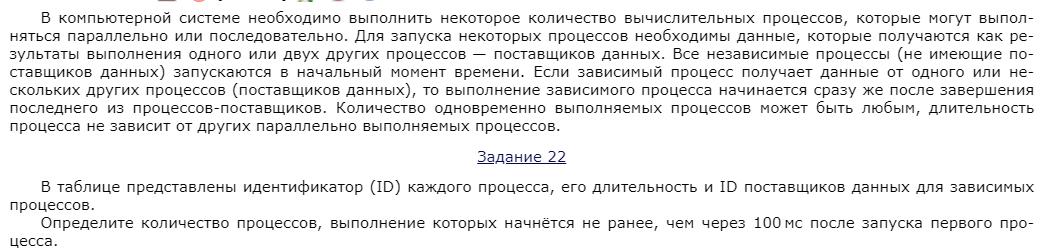 В компьютерной системе необходимо выполнить некоторое количество вычислительных процессов, которые могут выпол-
няться параллельно или последовательно. Для запуска некоторых процессов необходимы данные, которые получаются как ре-
зультаты выполнения одного или двух других процессов — поставщиков данных. Все независимые процессы (не имеющие по-
ставщиков данных) запускаются в начальный момент времени. Если зависимый процесс получает данные от одного или не-
скольких других процессов (поставщиков данных), то выполнение зависимого процесса начинается сразу же после завершения
последнего из процессов-поставщиков. Количество одновременно выполняемых процессов может быть любым, длительность
процесса не зависит от других параллельно выполняемых процессов.
Задание 22
В таблице представлены идентификатор (ID) каждого процесса, его длительность и ID поставщиков данных для зависимых
процессов.
Определите количество процессов, выполнение которых начнётся не ранее, чем через 100 мс после запуска первого про-
цесса.